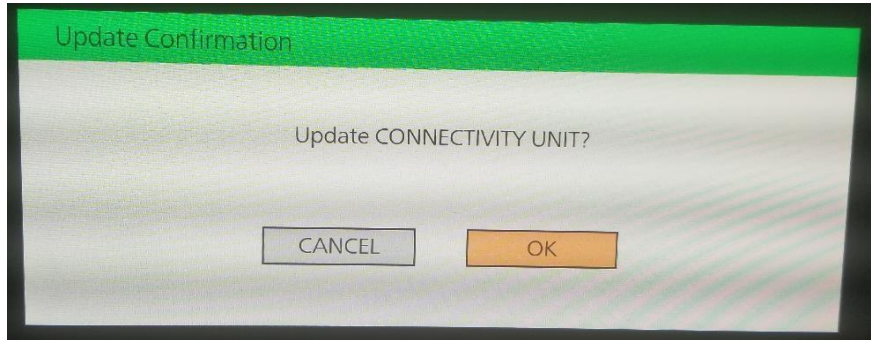 Update Confirmation
Update CONNECTIVITY UNIT?
CANCEL
OK